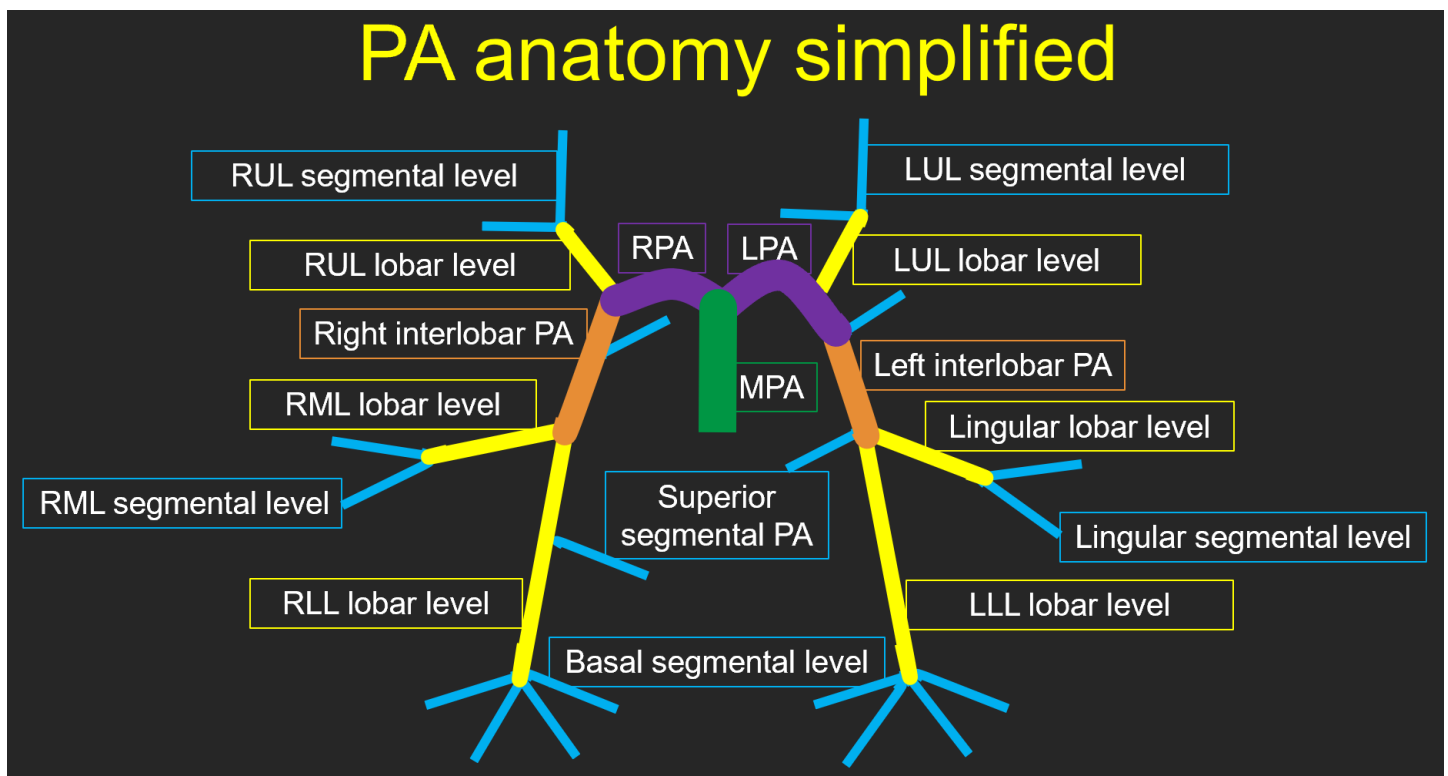 PA anatomy simplified
RUL segmental level
LUL segmental level
RPA
LPA
RUL lobar level
LUL lobar level
Right interlobar PA
Left interlobar PA
MPA
RML lobar level
Lingular lobar level
RML segmental level
Superior
segmental PA
Lingular segmental level
RLL lobar level
LLL lobar level
Basal segmental level